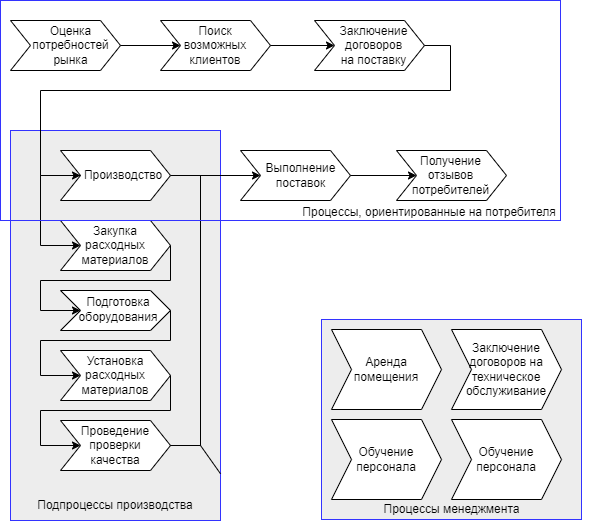 Оценка
потребностей
рынка
Поиск
возможных
клиентов
Заключение
договоров
на поставку
Производство
Выполнение
поставок
Получение
отзывов
потребителей
Процессы, ориентированные на потребителя
Закупка
расходных
материалов
Подготовка
оборудования
Установка
расходных
материалов
Проведение
проверки
качества
Подпроцессы производства
Аренда
помещения
Заключение
договоров на
техническое
обслуживание
Обучение
персонала
Обучение
персонала
Процессы менеджмента